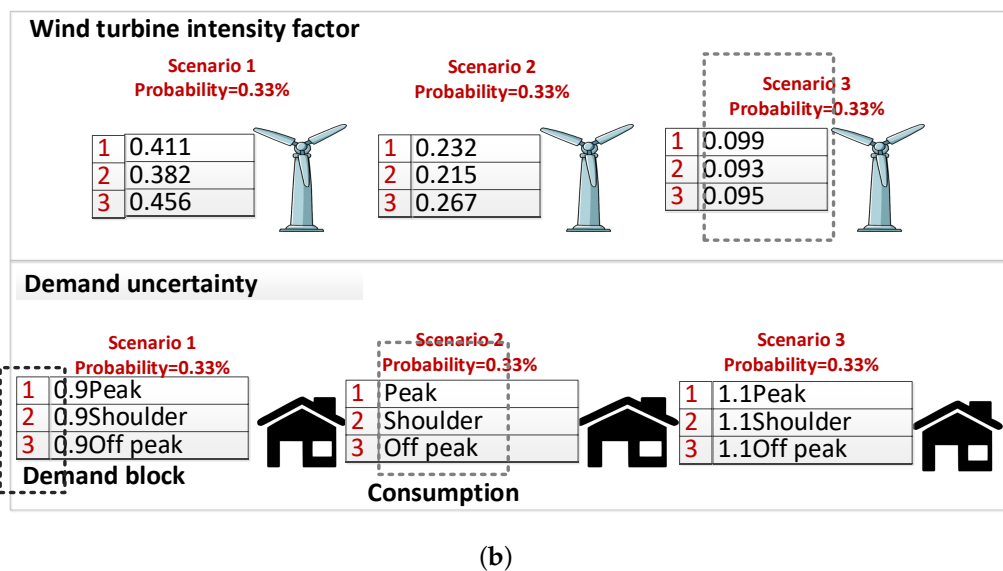 Wind turbine intensity factor
Scenario 1
Probability=0.33%
1 0.411
2 0.382
3 0.456
Scenario 2
Probability=0.33%
1 0.232
2 0.215
3 0.267
Scenario 3
Probability=0.33%
1 0.099
2 0.093
3 0.095
Demand uncertainty
Scenario 1
Probability=0.33%
1 0.9Peak
2 0.9Shoulder
3 0.9Off peak
Demand block
Scenario 2
Probability=0.33%
1 Peak
2 Shoulder
3 Off peak
Consumption
Scenario 3
Probability=0.33%
1 1.1Peak
2 1.1Shoulder
3 1.1Off peak
(b)